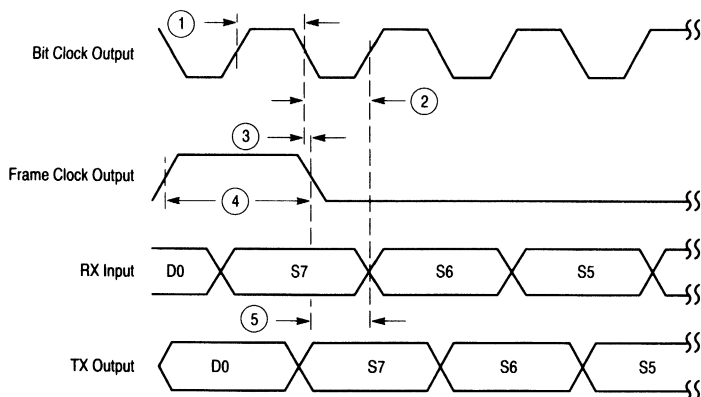 1
Bit Clock Output
2
3
Frame Clock Output
4
RX Input D0 S7 S6 S5
5
TX Output D0 S7 S6 S5